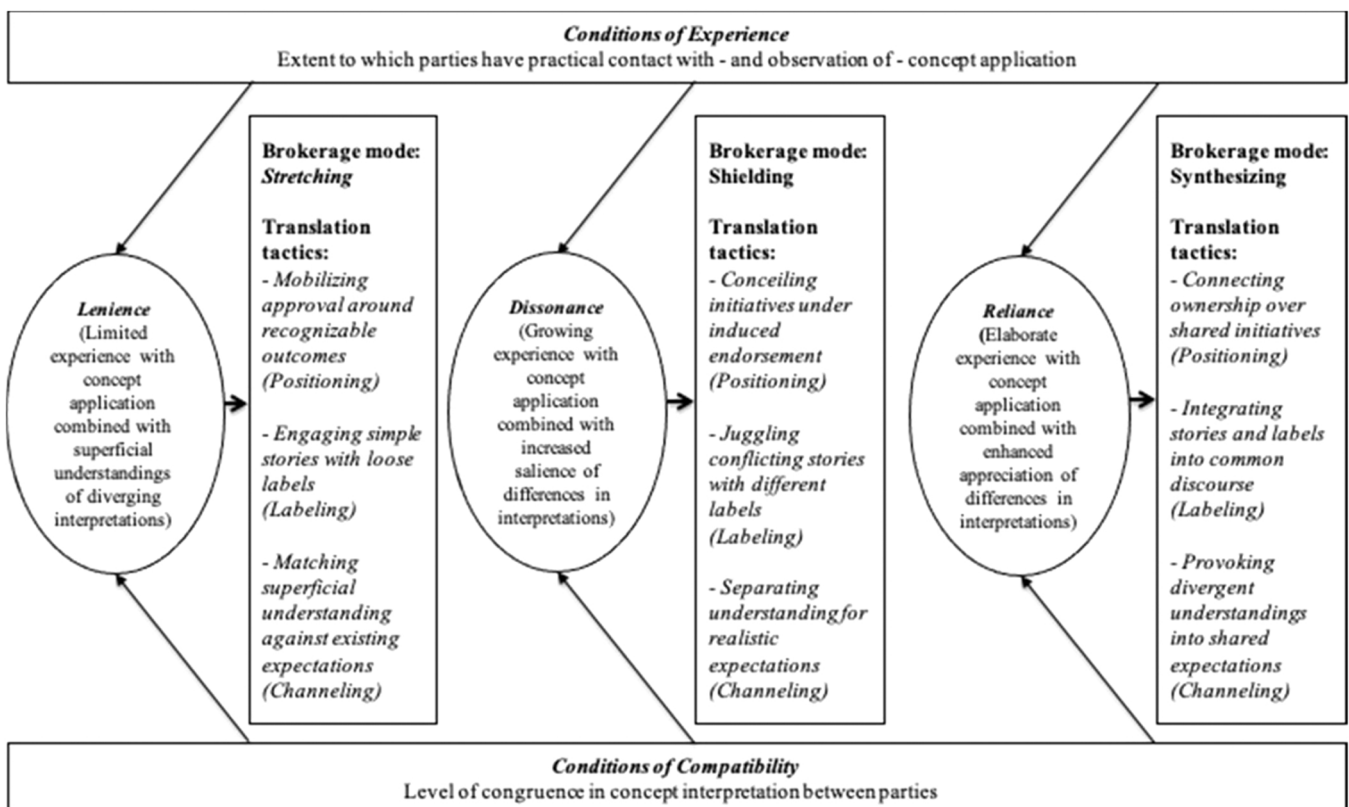 Conditions of Experience
Extent to which parties have practical contact with - and observation of - concept application
Lenience
(Limited
experience with
concept
application
combined with
superficial
understandings
of diverging
interpretations)
Brokerage mode:
Stretching
Translation
tactics:
- Mobilizing
approval around
recognizable
outcomes
(Positioning)
- Engaging simple
stories with loose
labels
(Labeling)
- Matching
superficial
understanding
against existing
expectations
(Channeling)
Dissonance
(Growing
experience with
concept
application
combined with
increased
salience of
differences in
interpretations)
Brokerage mode:
Shielding
Translation
tactics:
- Conceiling
initiatives under
induced
endorsement
(Positioning)
- Juggling
conflicting stories
with different
labels
(Labeling)
- Separating
understanding for
realistic
expectations
(Channeling)
Reliance
(Elaborate
experience with
concept
application
combined with
enhanced
appreciation of
differences in
interpretations)
Brokerage mode:
Synthesizing
Translation
tactics:
- Connecting
ownership over
shared initiatives
(Positioning)
- Integrating
stories and labels
into common
discourse
(Labeling)
- Provoking
divergent
understandings
into shared
expectations
(Channeling)
Conditions of Compatibility
Level of congruence in concept interpretation between parties